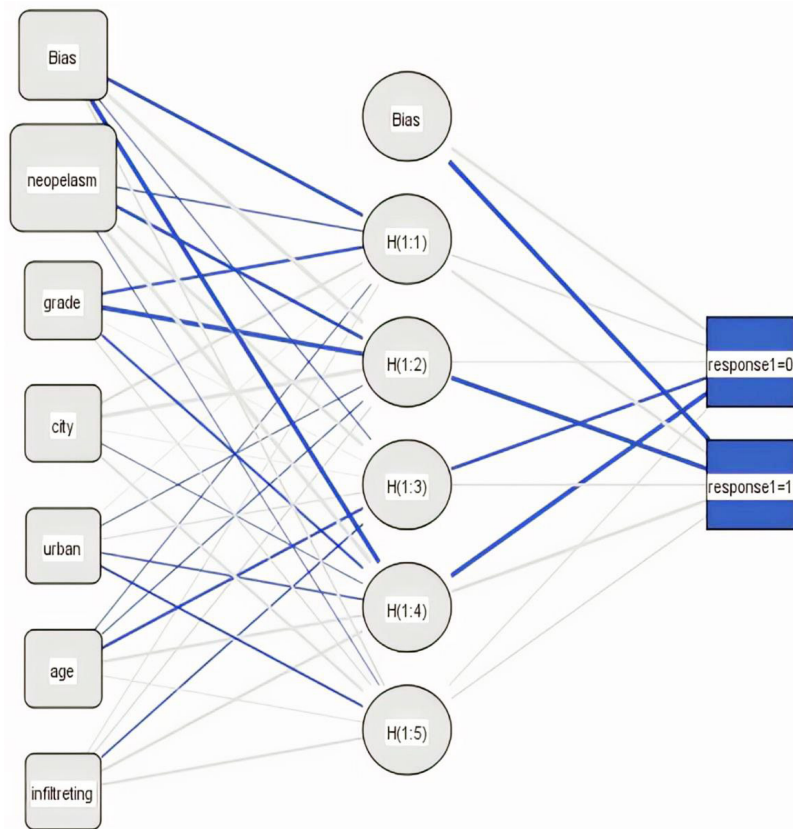 Bias
neopelasm
grade
city
urban
age
infiltreting
Bias
H(1:1)
H(1:2)
H(1:3)
H(1:4)
H(1:5)
response1=0
response1=1